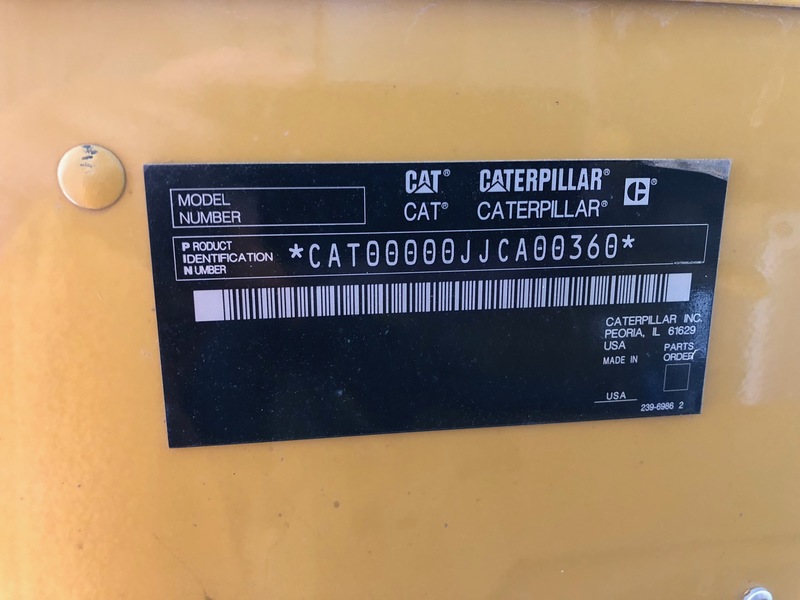 CAT® CATERPILLAR® C®
CAT® CATERPILLAR®
MODEL
NUMBER
PRODUCT
IDENTIFICATION
NUMBER
*CAT00000JJCA00360*
CATERPILLAR INC.
PEORIA, IL 61629
USA
MADE IN
USA
PARTS
ORDER
7
239-6986 2